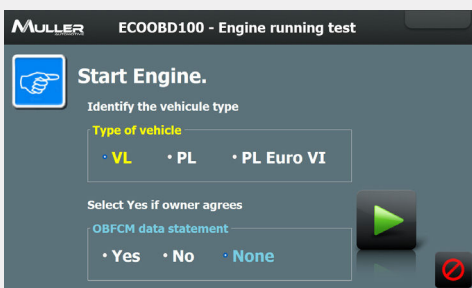 MULLER ECOOBD100 - Engine running test
AUTOMOTIVE
Start Engine.
Identify the vehicule type
Type of vehicle
VL PL PL Euro VI
Select Yes if owner agrees
OBFCM data statement
Yes No None